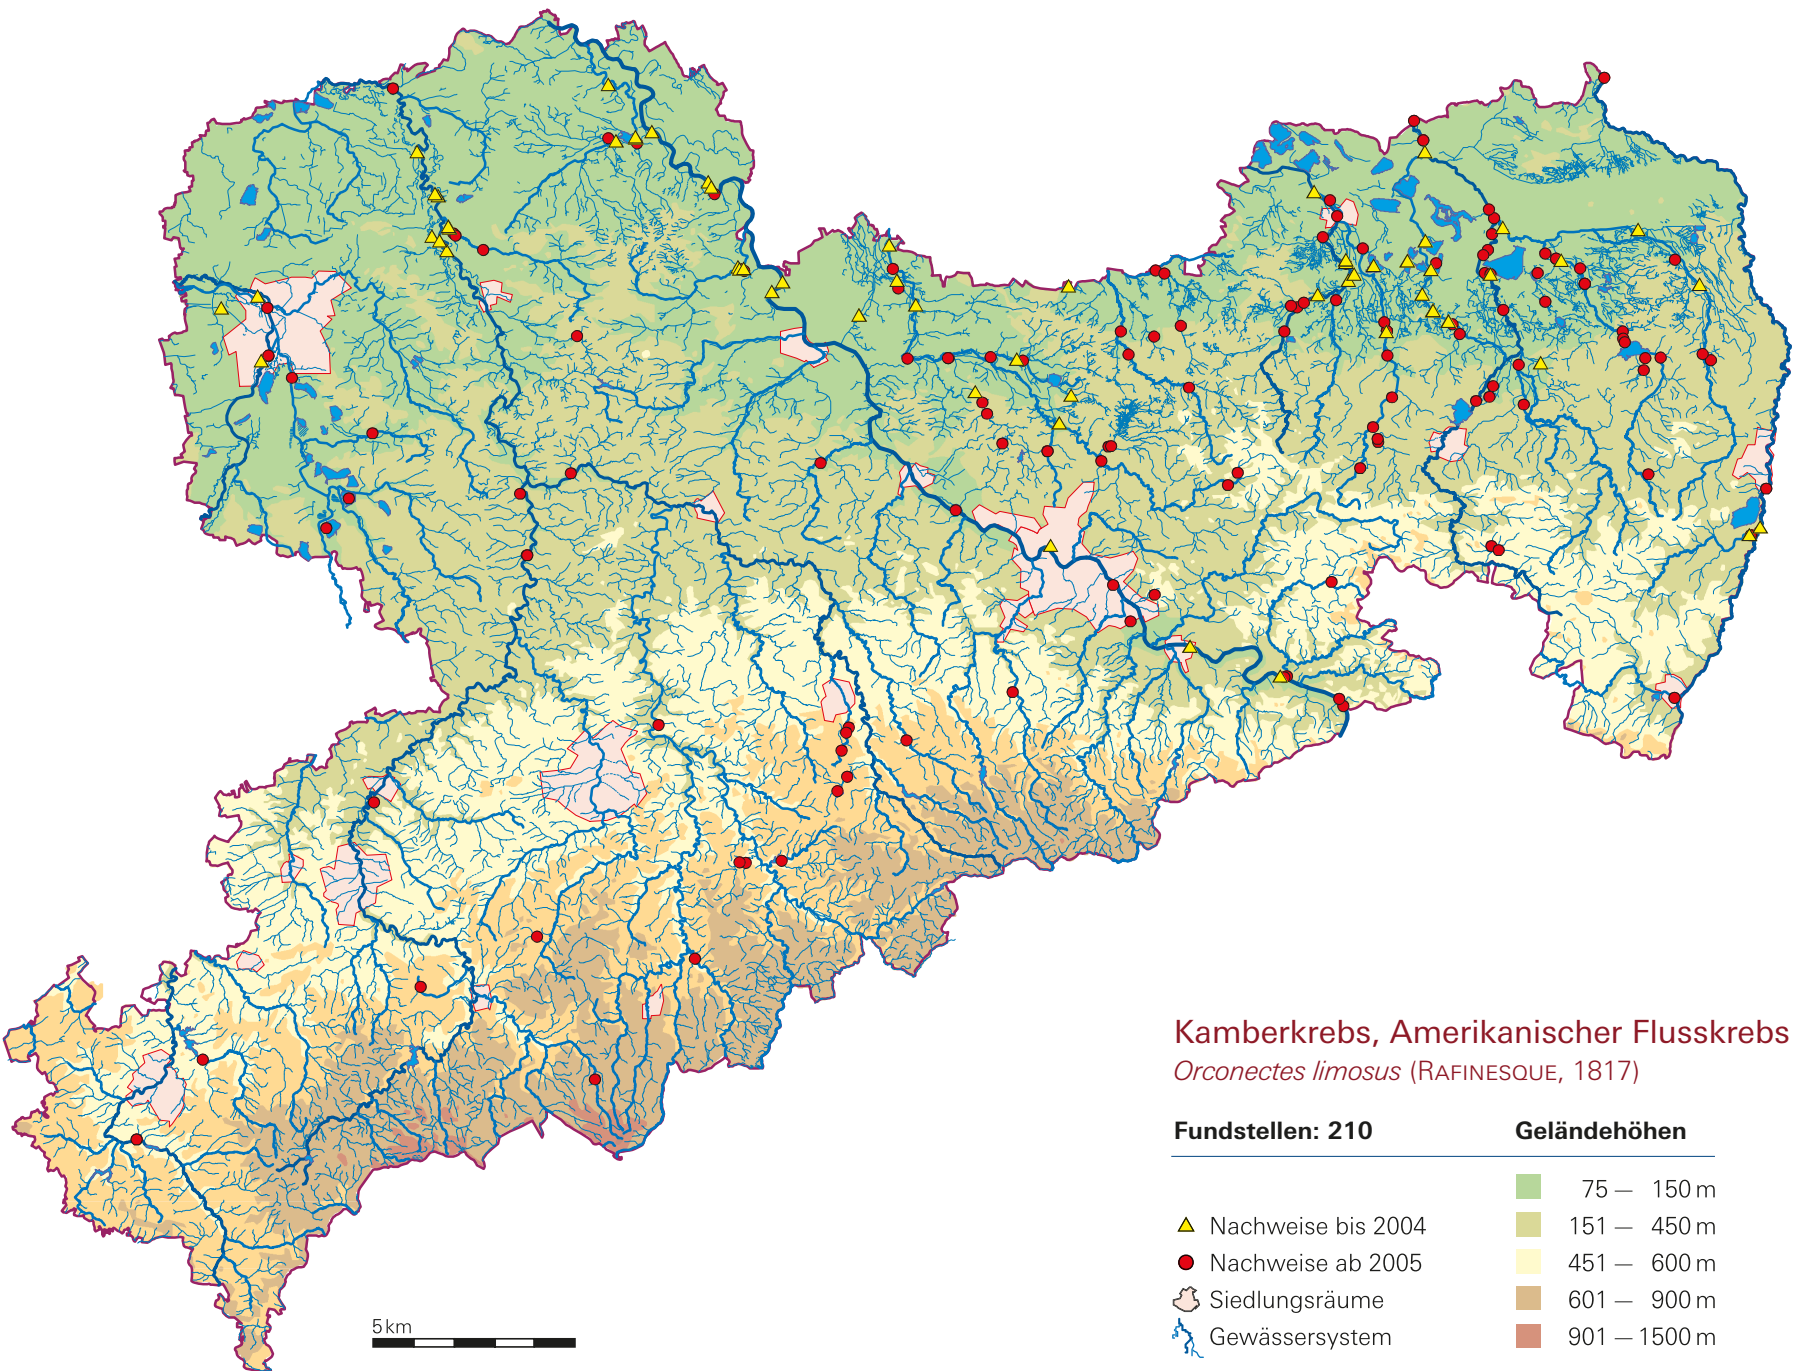 Kamberkrebs, Amerikanischer Flusskrebs
Orconectes limosus (RAFINESQUE, 1817)
Fundstellen: 210
Geländehöhen
75 — 150 m
Nachweise bis 2004
151 — 450 m
Nachweise ab 2005
451 — 600 m
Siedlungsräume
601 — 900 m
Gewässersystem
901 — 1500 m
5 km